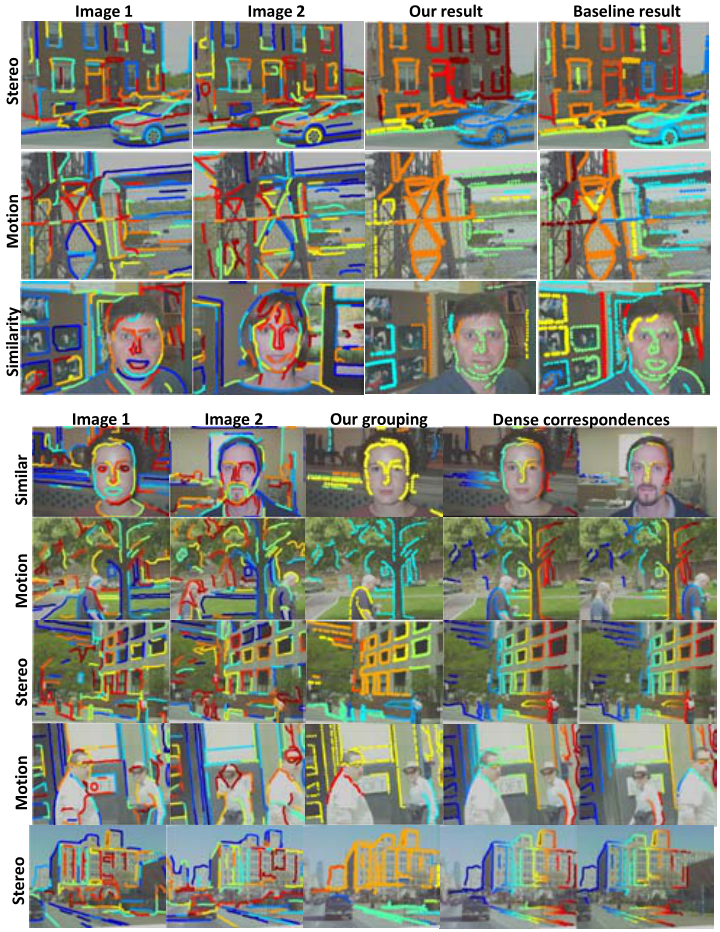 Image 1 Image 2 Our result Baseline result
Stereo
Motion
Similarity
Image 1 Image 2 Our grouping Dense correspondences
Similar
Motion
Stereo
Motion
Stereo